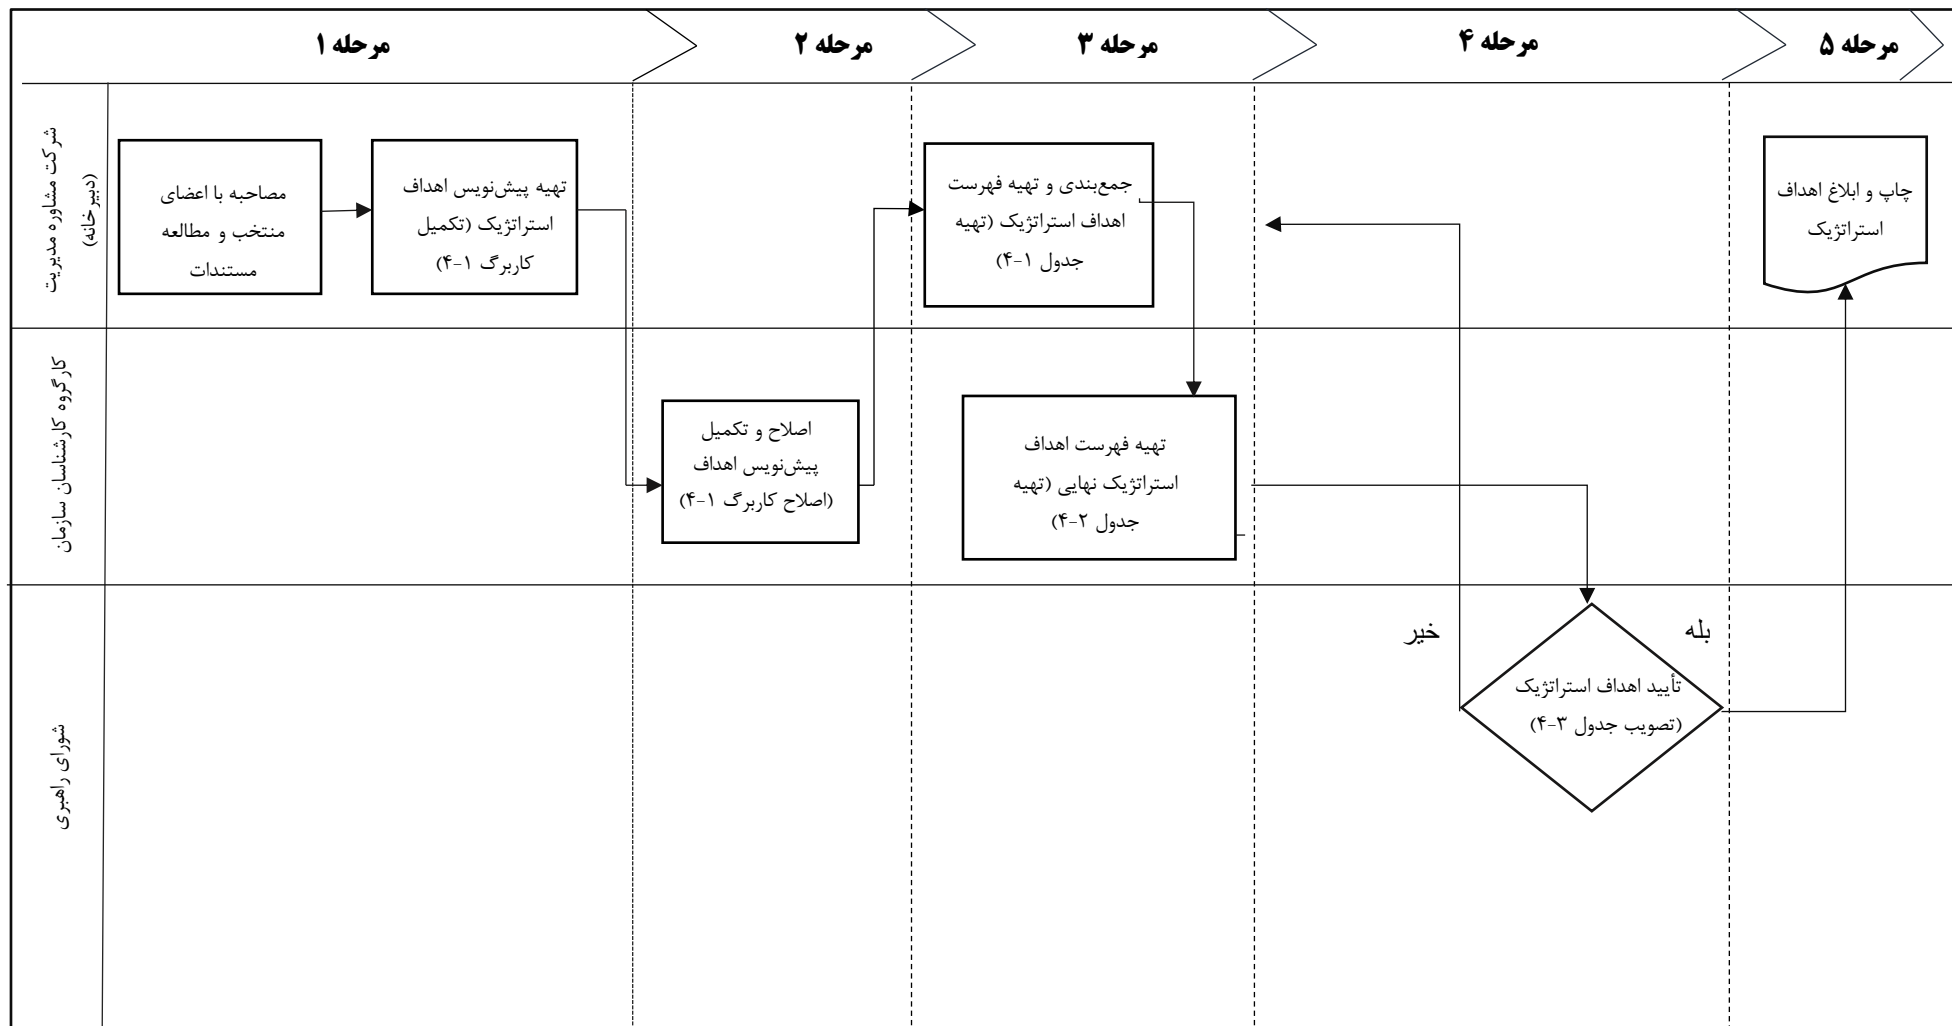 مرحله ۱
مرحله ۲
مرحله ۳
مرحله ۴
مرحله ۵
شرکت مشاوره مدیریت
(دبیرخانه)
مصاحبه با اعضای
منتخب و مطالعه
مستندات
تهیه پیش‌نویس اهداف
استراتژیک (تکمیل
کاربرگ ۱-۴)
جمع‌بندی و تهیه فهرست
اهداف استراتژیک (تهیه
جدول ۱-۴)
چاپ و ابلاغ اهداف
استراتژیک
کارگروه کارشناسان سازمان
اصلاح و تکمیل
پیش‌نویس اهداف
(اصلاح کاربرگ ۱-۴)
تهیه فهرست اهداف
استراتژیک نهایی (تهیه
جدول ۲-۴)
شورای راهبری
خیر
بله
تأیید اهداف استراتژیک
(تصویب جدول ۳-۴)